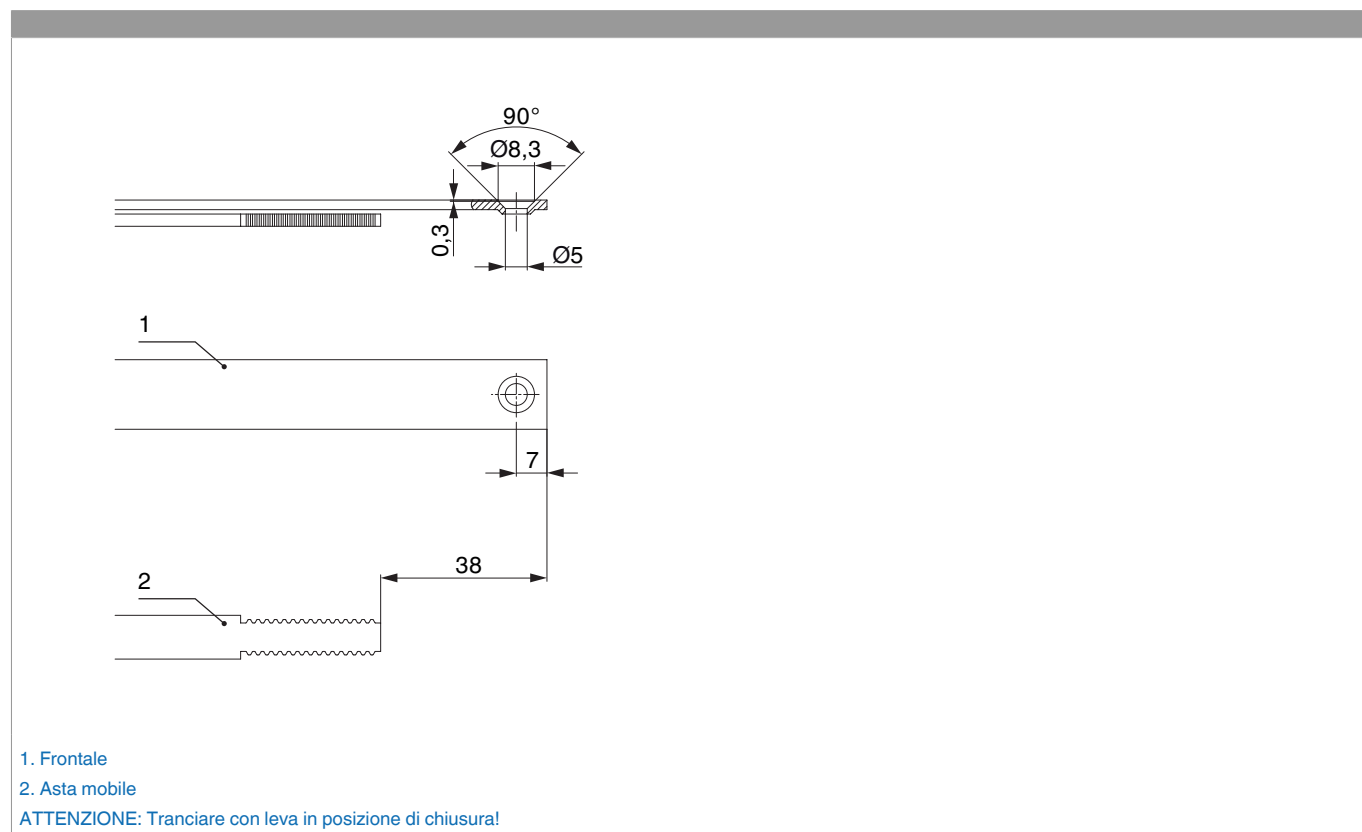 90°
Ø8,3
0,3
Ø5
1
7
38
2
1. Frontale
2. Asta mobile
ATTENZIONE: Tranciare con leva in posizione di chiusura!